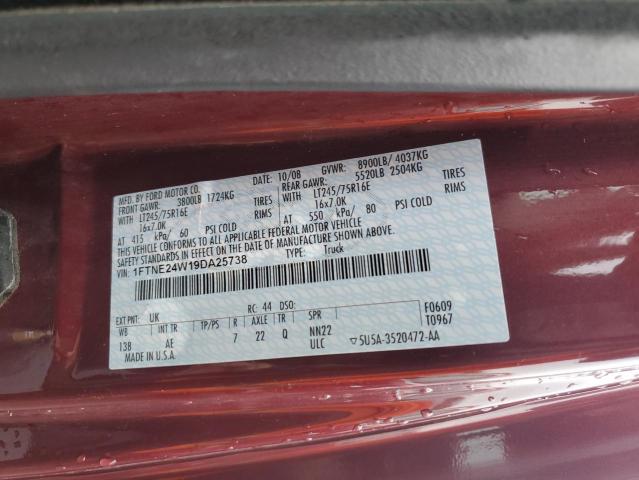 MFD. BY FORD MOTOR CO.
10/08 GVWR: 8900LB/ 4037KG
FRONT GAWR: 3800LB 1724KG
REAR GAWR: 5520LB 2504KG
LT245/75R16E TIRES LT245/75R16E TIRES
16x7.0K RIMS 16x7.0K RIMS
AT 415 kPa/ 60 PSI COLD AT 550 kPa/ 80 PSI COLD
THIS VEHICLE CONFORMS TO ALL APPLICABLE FEDERAL MOTOR VEHICLE
SAFETY STANDARDS IN EFFECT ON THE DATE OF MANUFACTURE SHOWN ABOVE.
VIN: 1FTNE24W19DA25738 TYPE: Truck
EXT PNT: UK RC: 44 DSO: F0609
WB INT TR TP/PS R AXLE TR SPR T0967
138 AE 7 22 Q NN22
MADE IN U.S.A. ULC 5U5A-3520472-AA